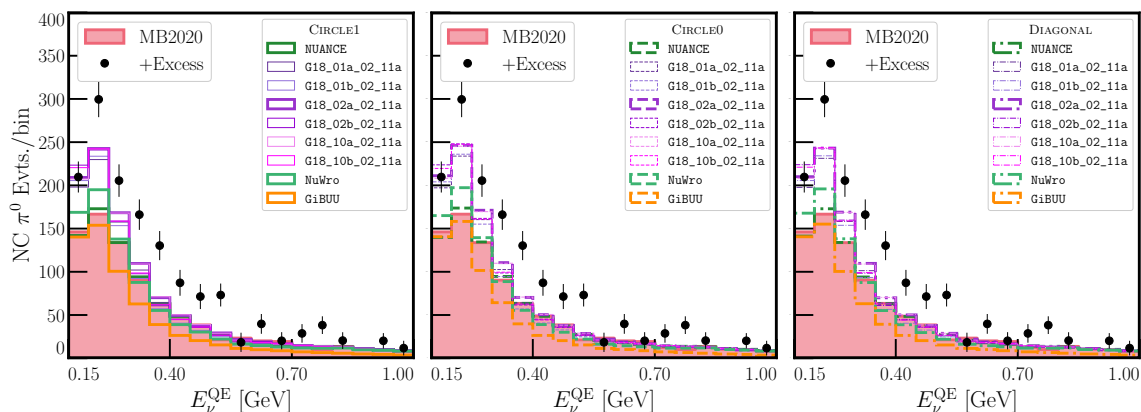 NC π⁰ Evts./bin
400
350
300
250
200
150
100
50
0
MB2020
+Excess
CIRCLE1
NUANCE
G18_01a_02_11a
G18_01b_02_11a
G18_02a_02_11a
G18_02b_02_11a
G18_10a_02_11a
G18_10b_02_11a
NuWro
GiBUU
0.15 0.40 0.70 1.00
E_ν^QE [GeV]
MB2020
+Excess
CIRCLE0
NUANCE
G18_01a_02_11a
G18_01b_02_11a
G18_02a_02_11a
G18_02b_02_11a
G18_10a_02_11a
G18_10b_02_11a
NuWro
GiBUU
0.15 0.40 0.70 1.00
E_ν^QE [GeV]
MB2020
+Excess
DIAGONAL
NUANCE
G18_01a_02_11a
G18_01b_02_11a
G18_02a_02_11a
G18_02b_02_11a
G18_10a_02_11a
G18_10b_02_11a
NuWro
GiBUU
0.15 0.40 0.70 1.00
E_ν^QE [GeV]